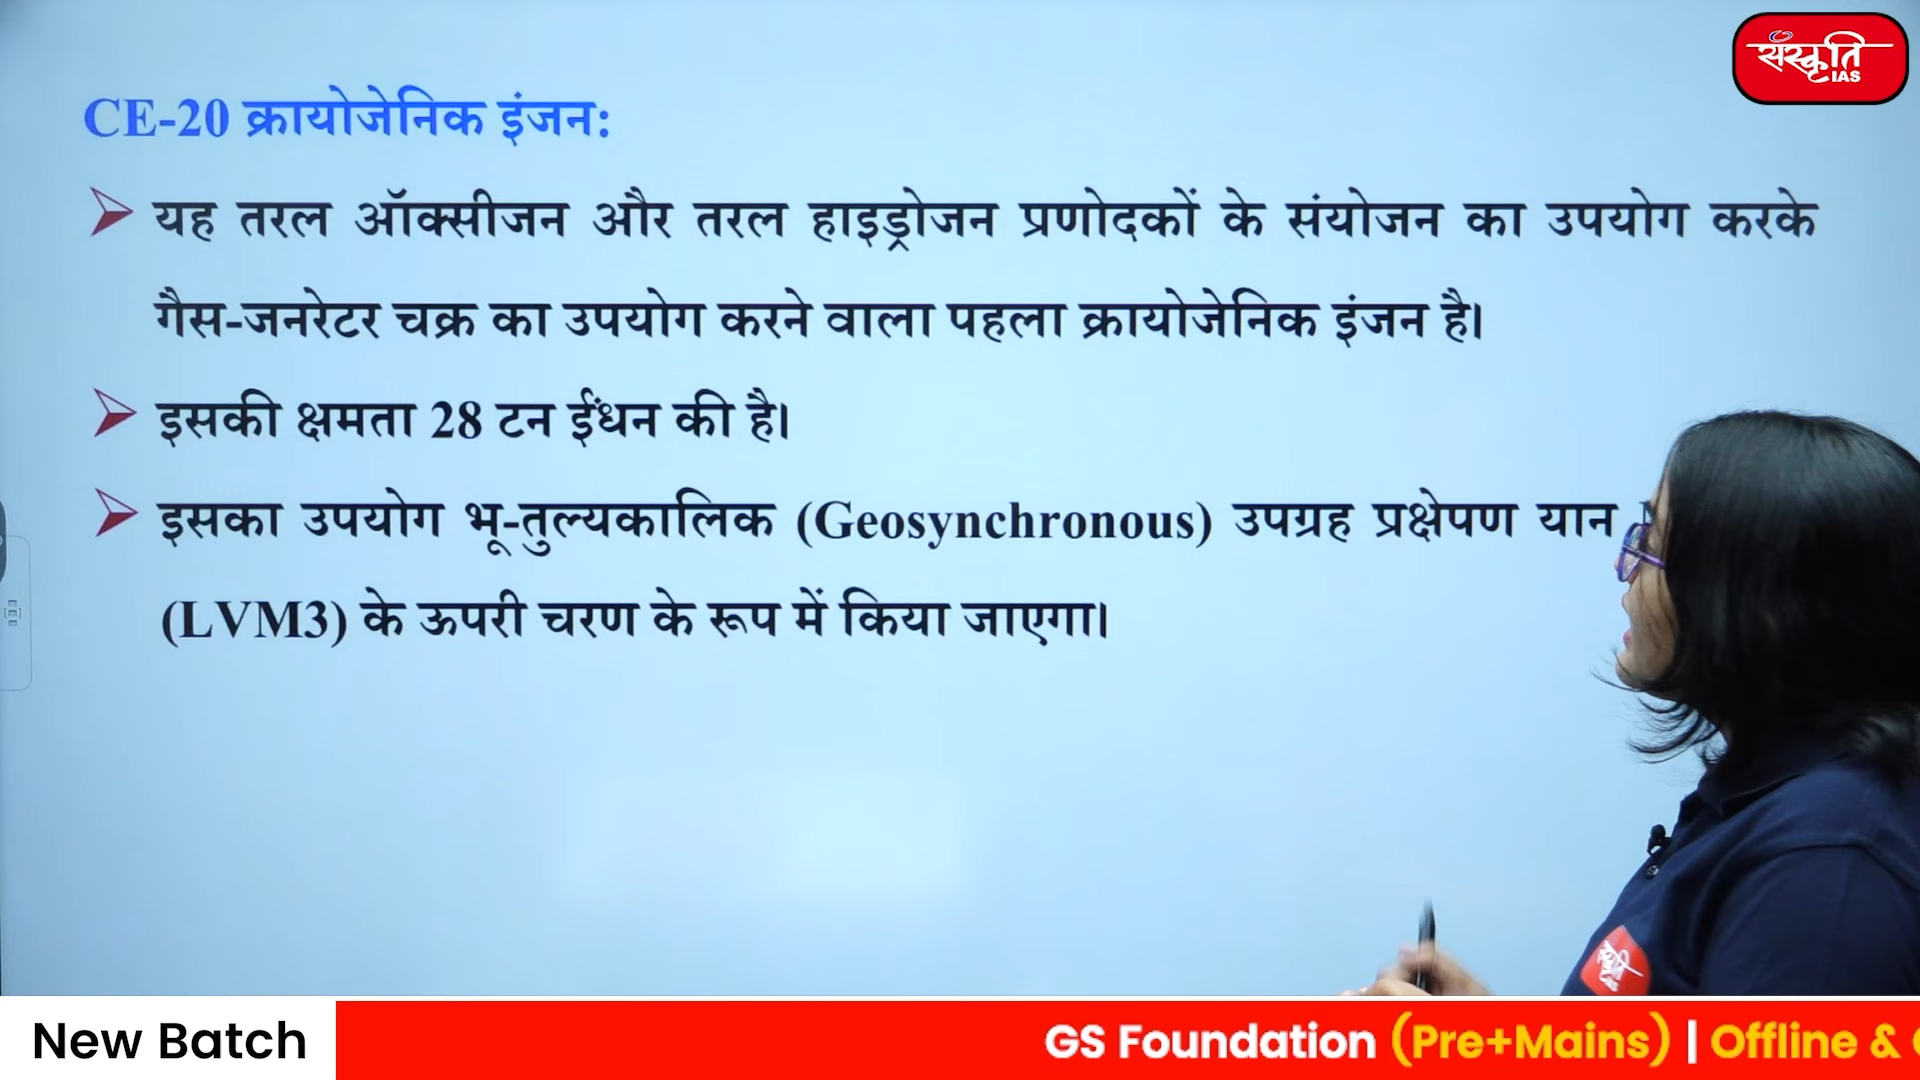 संस्कृति
IAS
CE-20 क्रायोजेनिक इंजन:
यह तरल ऑक्सीजन और तरल हाइड्रोजन प्रणोदकों के संयोजन का उपयोग करके
गैस-जनरेटर चक्र का उपयोग करने वाला पहला क्रायोजेनिक इंजन है।
इसकी क्षमता 28 टन ईंधन की है।
इसका उपयोग भू-तुल्यकालिक (Geosynchronous) उपग्रह प्रक्षेपण यान
(LVM3) के ऊपरी चरण के रूप में किया जाएगा।
संस्कृति
IAS
New Batch
GS Foundation (Pre+Mains) | Offline &